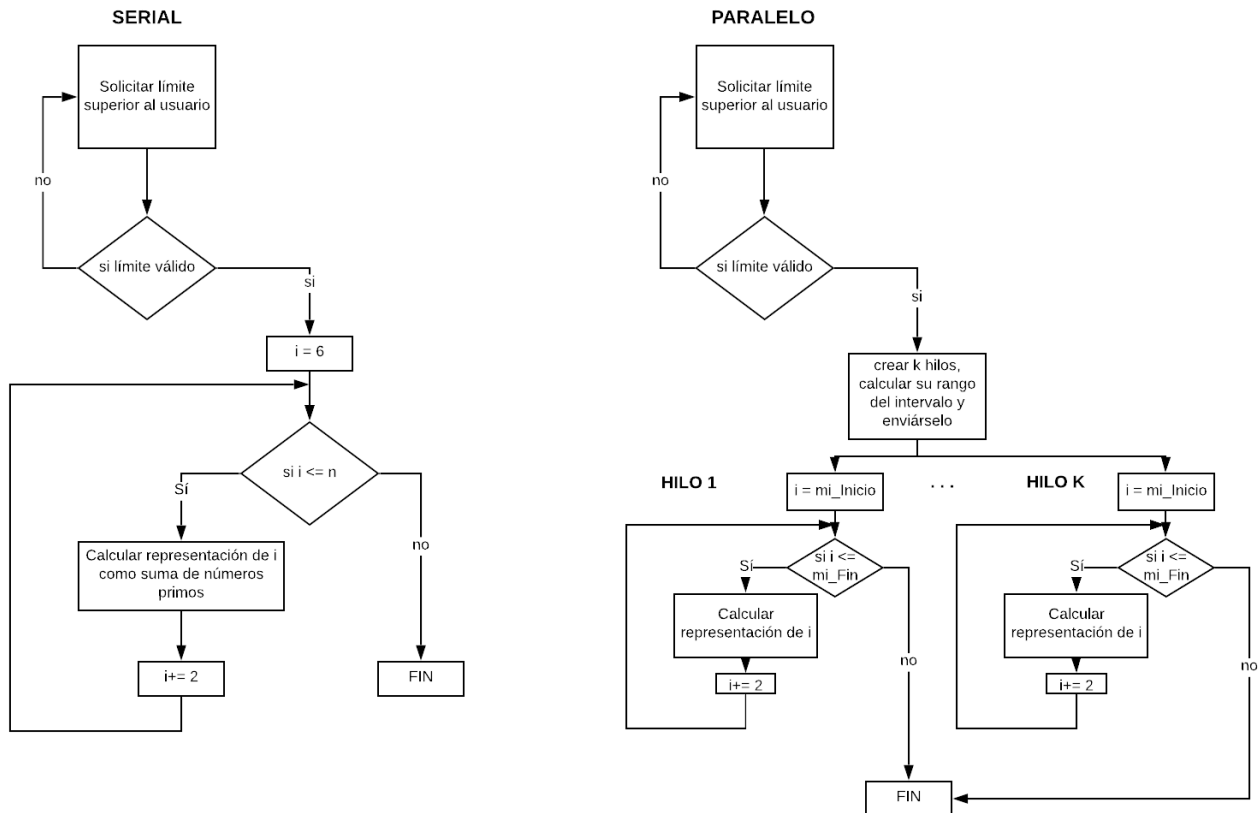 SERIAL
Solicitar límite
superior al usuario
no
si límite válido
si
i = 6
si i <= n
Sí
no
Calcular representación de i
como suma de números
primos
i+= 2
FIN
PARALELO
Solicitar límite
superior al usuario
no
si límite válido
si
crear k hilos,
calcular su rango
del intervalo y
enviárselo
HILO 1
i = mi_Inicio
. . .
HILO K
i = mi_Inicio
si i <=
mi_Fin
Sí
Calcular
representación de i
no
i+= 2
si i <=
mi_Fin
Sí
Calcular
representación de i
no
i+= 2
FIN